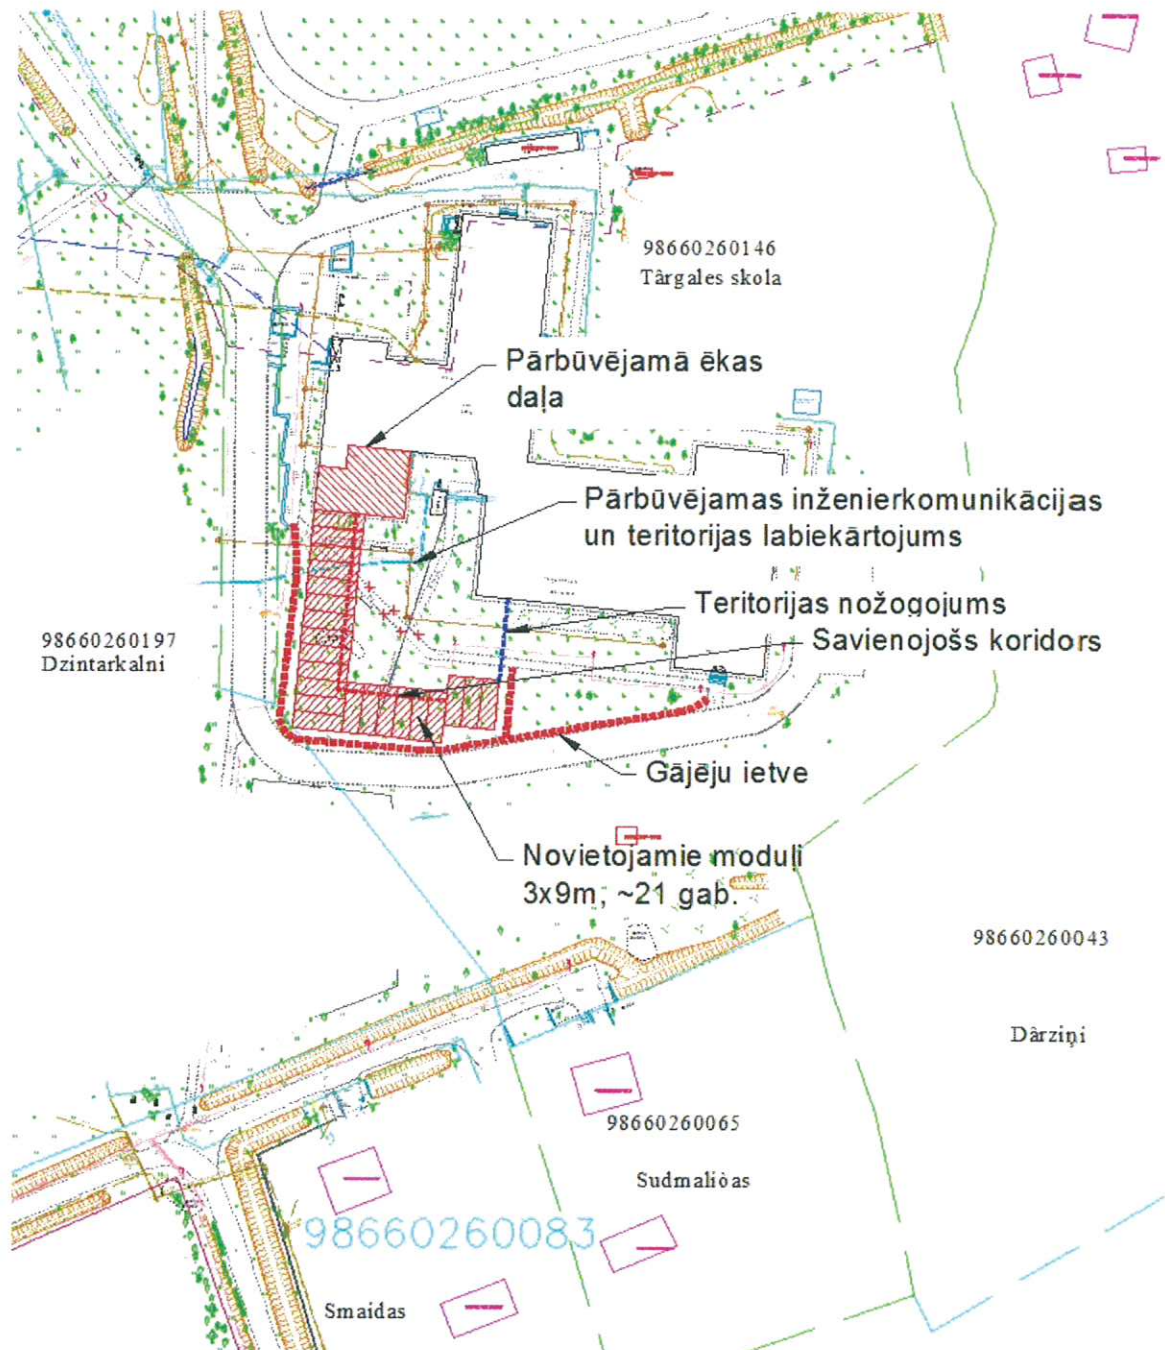 98660260146
Târgales skola
Pārbūvējamā ēkas
daļa
Pārbūvējamas inženierkomunikācijas
un teritorijas labiekārtojums
Teritorijas nožogojums
Savienojošs koridors
98660260197
Dzintarkalni
Gājēju ietve
Novietojamie moduļi
3x9m, ~21 gab.
98660260043
Dârziņi
98660260065
Sudmaliòas
98660260083
Smaidas